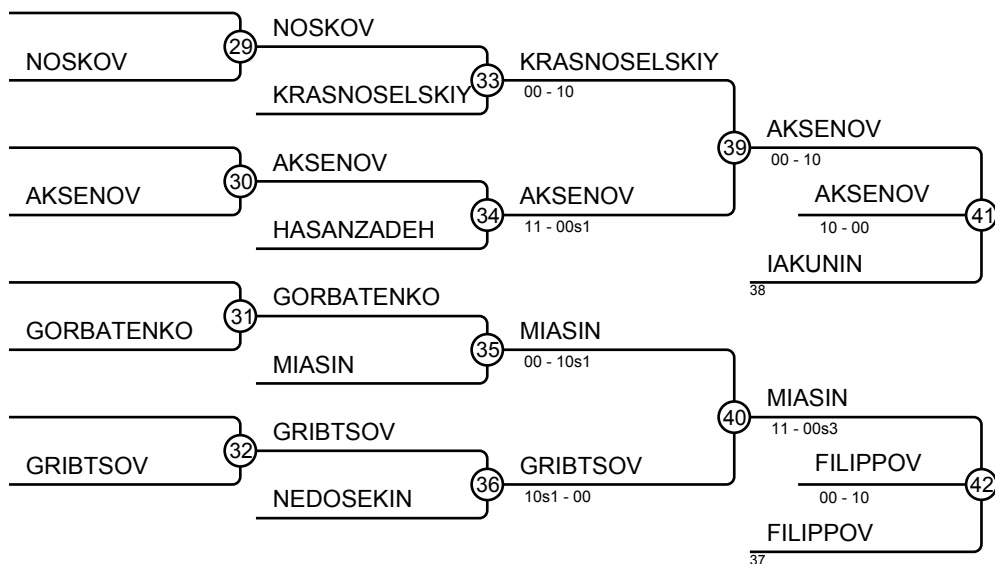 NOSKOV
29
NOSKOV
KRASNOSELSKIY
33
KRASNOSELSKIY
00 - 10
AKSENOV
30
AKSENOV
HASANZADEH
34
AKSENOV
11 - 00s1
39
AKSENOV
00 - 10
AKSENOV
10 - 00
41
IAKUNIN
38
GORBATENKO
31
GORBATENKO
MIASIN
35
MIASIN
00 - 10s1
GRIBTSOV
32
GRIBTSOV
NEDOSEKIN
36
GRIBTSOV
10s1 - 00
40
MIASIN
11 - 00s3
FILIPPOV
00 - 10
42
FILIPPOV
37